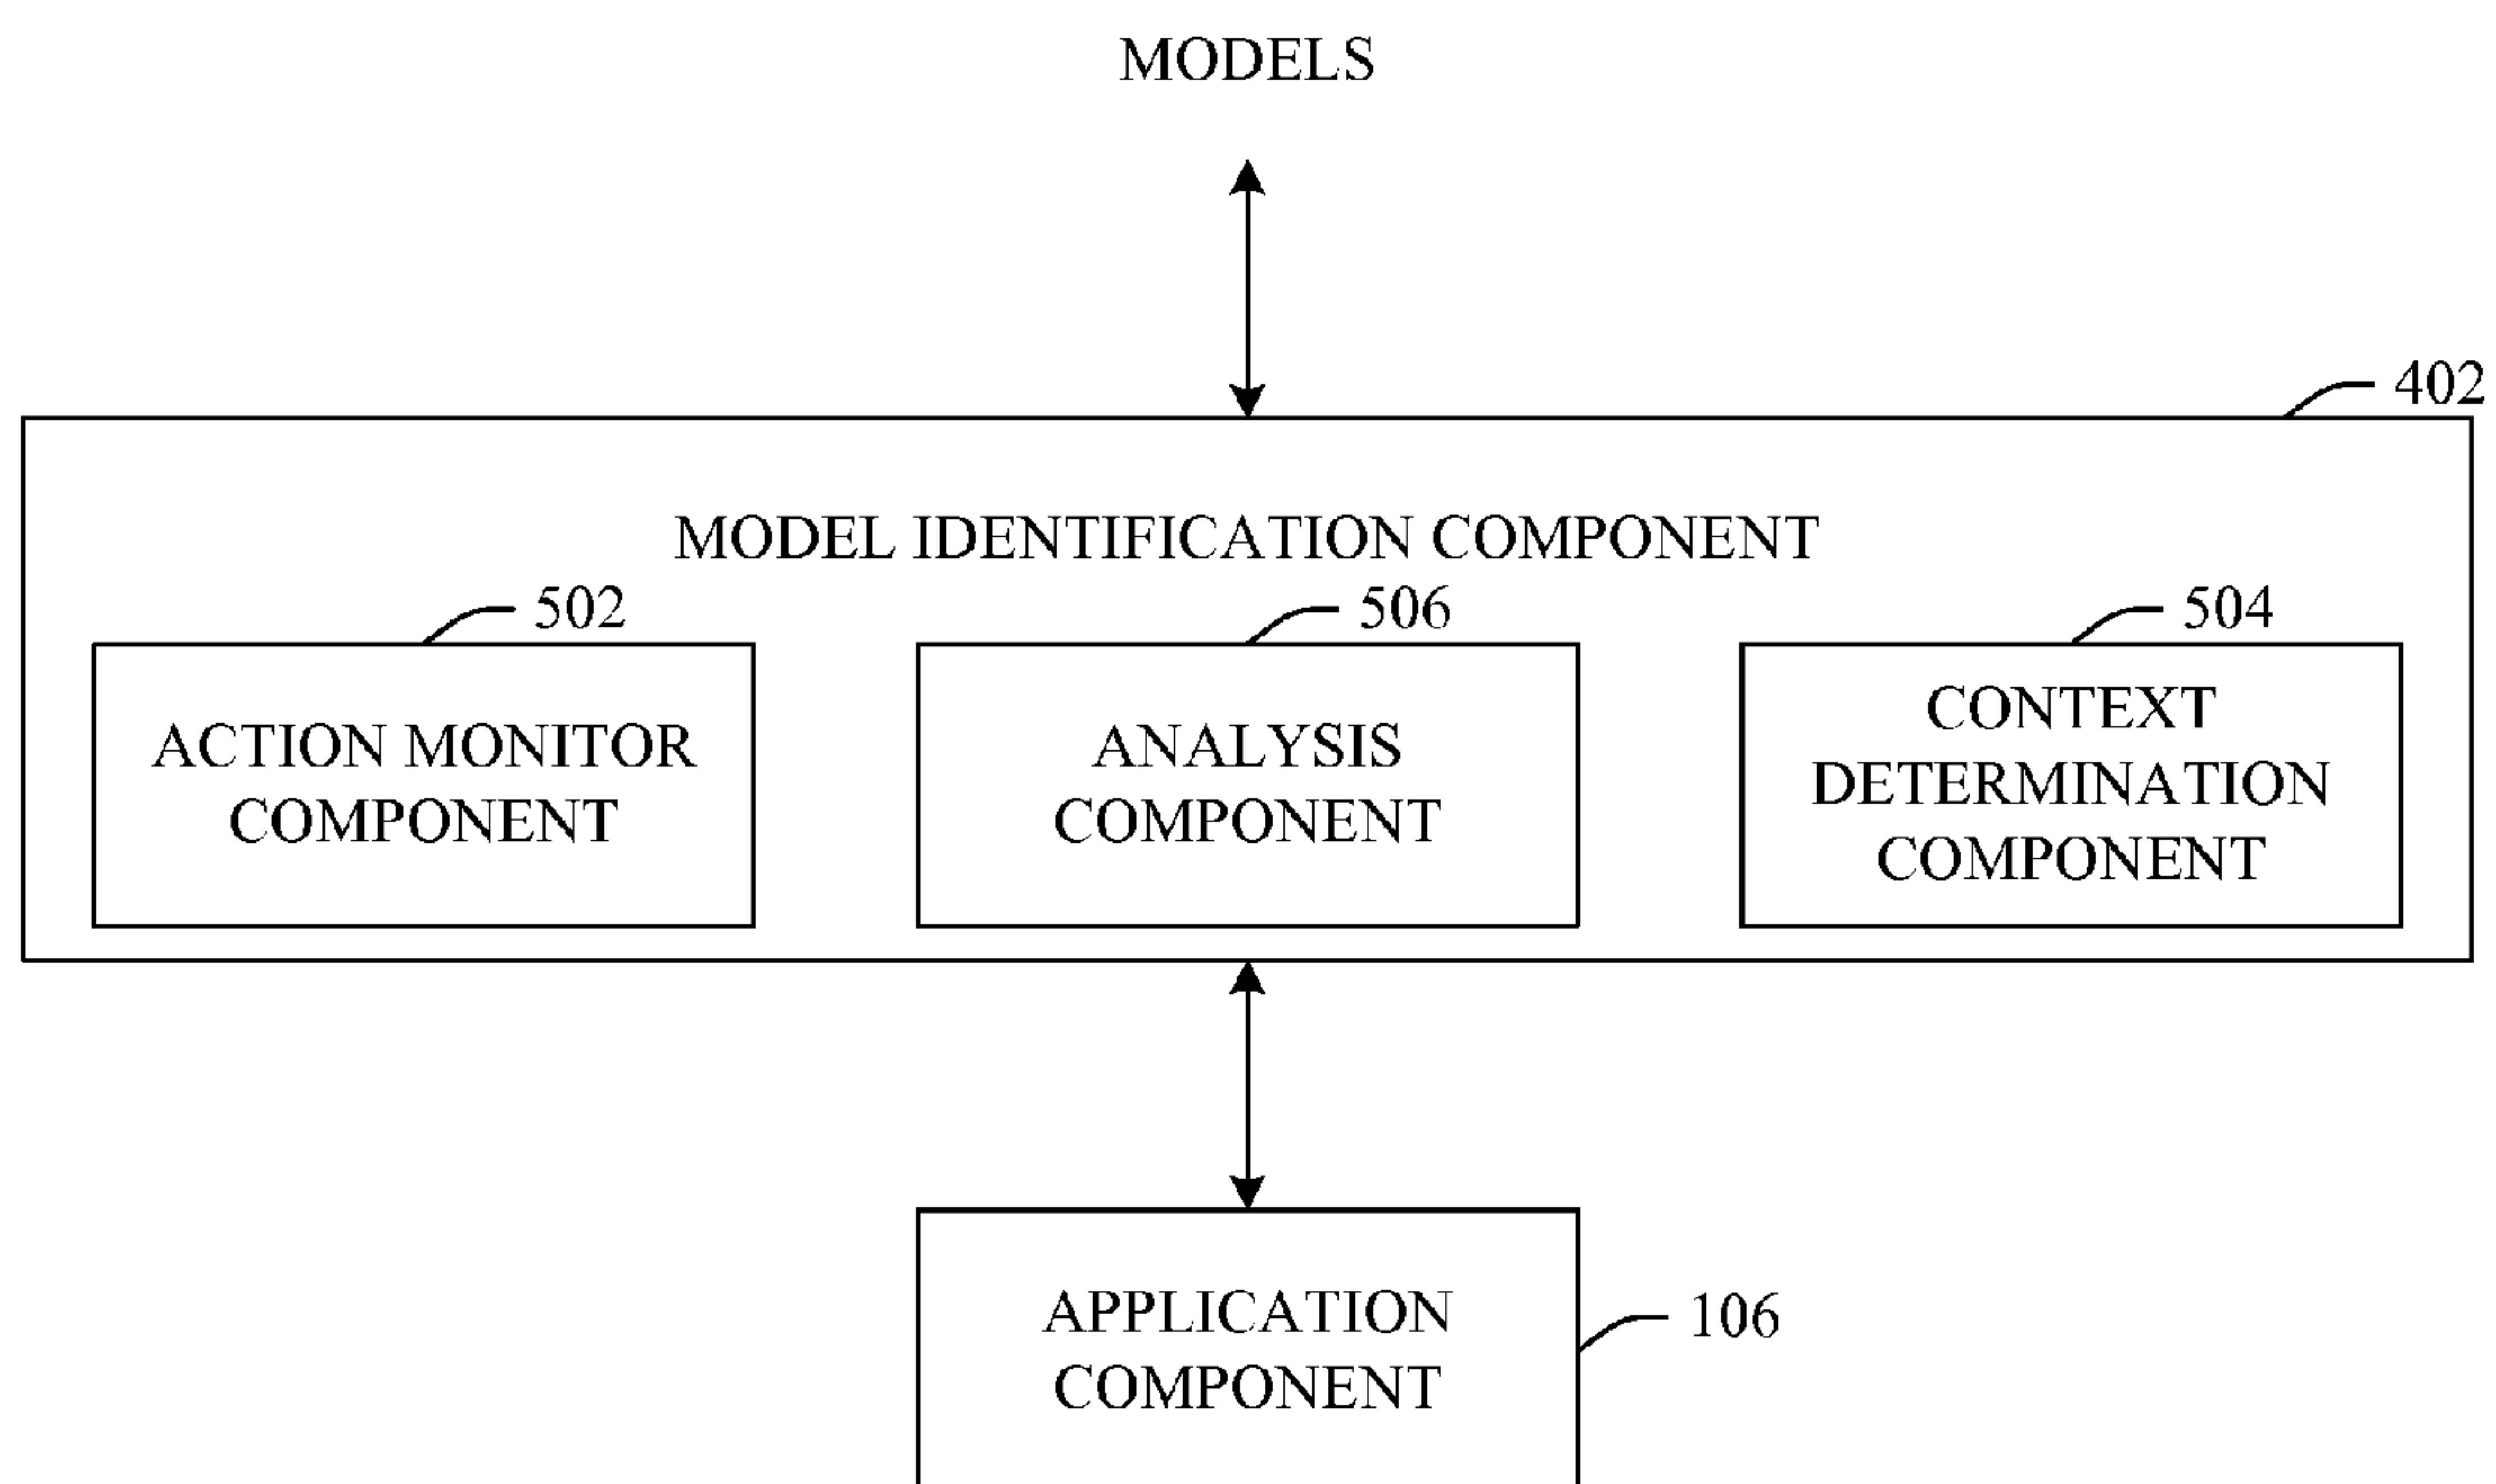 MODELS
402
MODEL IDENTIFICATION COMPONENT
502
506
504
ACTION MONITOR
COMPONENT
ANALYSIS
COMPONENT
CONTEXT
DETERMINATION
COMPONENT
APPLICATION
COMPONENT
106